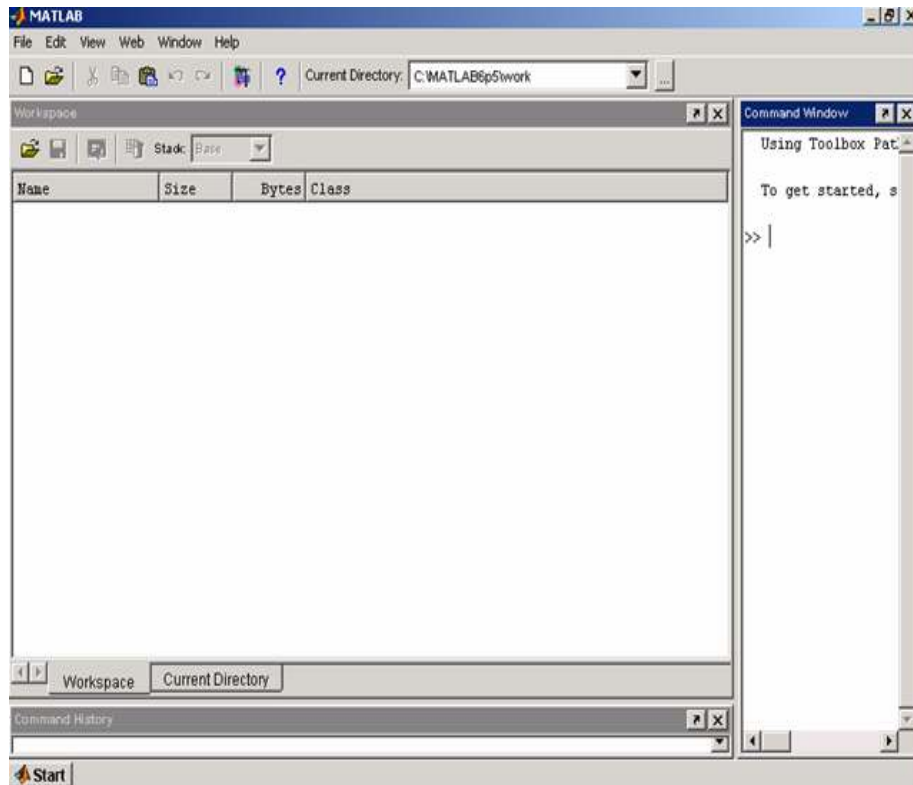 MATLAB
File Edit View Web Window Help
? Current Directory: C:\MATLAB6p5\work ...
Workspace
Stack: Base
Name Size Bytes Class
Workspace Current Directory
Command History
Start
Command Window
Using Toolbox Pat
To get started, s
>>